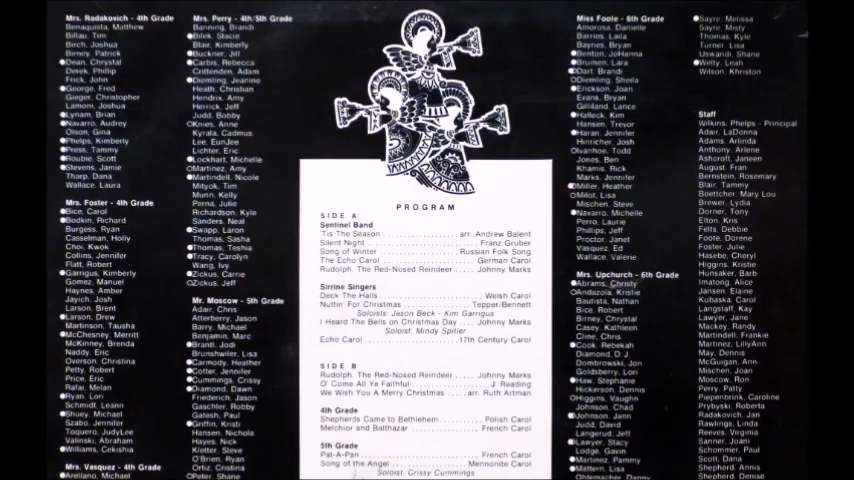 Mrs. Radakovich - 4th Grade
Benaquista, Matthew
Billau, Tim
Birch, Joshua
Birney, Patrick
Dean, Chrystal
Derek, Phillip
Frick, John
George, Fred
Gieger, Christopher
Lamoni, Joshua
Lynam, Brian
Navarro, Audrey
Olson, Gina
Phelps, Kimberly
Press, Tammy
Roubie, Scott
Stevens, Jamie
Tharp, Dana
Wallace, Laura
Mrs. Foster - 4th Grade
Bice, Carol
Bodkin, Richard
Burgess, Ryan
Casselman, Holly
Choi, Kwok
Collins, Jennifer
Flatt, Robert
Garrigus, Kimberly
Gomez, Manuel
Haynes, Amber
Jayich, Josh
Larson, Brent
Larson, Drew
Martinson, Tausha
McChesney, Merritt
McKinney, Brenda
Naddy, Eric
Overson, Christina
Petty, Robert
Price, Eric
Rafai, Melan
Ryan, Lori
Schmidt, Leann
Shuey, Michael
Szabo, Jennifer
Toquero, JudyLee
Valinski, Abraham
Williams, Cekishia
Mrs. Vasquez - 4th Grade
Arellano, Michael
Mrs. Perry - 4th/5th Grade
Banning, Brandi
Bilek, Stacie
Blair, Kimberly
Buckner, Jill
Carbis, Rebecca
Crittenden, Adam
Diemling, Jeanine
Heath, Christian
Hendrix, Amy
Herrick, Jeff
Judd, Bobby
Knies, Anne
Kyrala, Cadmus
Lee, EunJee
Lichter, Eric
Lockhart, Michelle
Martinez, Amy
Martindell, Nicole
Mityok, Tim
Munn, Kelly
Perna, Julie
Richardson, Kyle
Sanders, Neal
Swapp, Laron
Thomas, Sasha
Thomas, Teshia
Tracy, Carolyn
Wang, Ivy
Zickus, Carrie
Zickus, Jeff
Mr. Moscow - 5th Grade
Adair, Chris
Atterberry, Jason
Barry, Michael
Benjamin, Marc
Brandt, Jodi
Brunshwiler, Lisa
Carmody, Heather
Cotter, Jennifer
Cummings, Crissy
Diamond, Dawn
Friederich, Jason
Gaschler, Robby
Galesh, Paul
Griffin, Kristi
Hansen, Nichole
Hayes, Nick
Kletter, Steve
O'Brien, Ryan
Ortiz, Cristina
Peter, Shane
PROGRAM
SIDE A
Sentinel Band
'Tis The Season . . . arr. Andrew Balent
Silent Night . . . Franz Gruber
Song of Winter . . . Russian Folk Song
The Echo Carol . . . German Carol
Rudolph, The Red-Nosed Reindeer . . . Johnny Marks
Sirrine Singers
Deck The Halls . . . Welsh Carol
Nuttin' For Christmas . . . Tepper/Bennett
Soloists: Jason Beck - Kim Garrigus
I Heard The Bells on Christmas Day . . . Johnny Marks
Soloist: Mindy Spitler
Echo Carol . . . 17th Century Carol
SIDE B
Rudolph, The Red-Nosed Reindeer . . . Johnny Marks
O' Come All Ye Faithful . . . J. Reading
We Wish You A Merry Christmas . . . arr. Ruth Artman
4th Grade
Shepherds Came to Bethlehem . . . Polish Carol
Melchior and Balthazar . . . French Carol
5th Grade
Pat-A-Pan . . . French Carol
Song of the Angel . . . Mennonite Carol
Soloist: Crissy Cummings
Miss Foote - 6th Grade
Amorosa, Danielle
Barrios, Laila
Baynes, Bryan
Benton, JoHanna
Brumen, Lara
Dart, Brandi
Diemling, Sheila
Erickson, Joan
Evans, Bryan
Gilland, Lance
Halleck, Kim
Hansen, Trevor
Haran, Jennifer
Hinricher, Josh
Ivanhoe, Todd
Jones, Ben
Khamis, Rick
Marks, Jennifer
Miller, Heather
Milot, Lisa
Mischen, Steve
Navarro, Michelle
Perro, Laurie
Phillips, Jeff
Proctor, Janet
Vasquez, Ed
Wallace, Valerie
Mrs. Upchurch - 6th Grade
Abrams, Christy
Andazola, Kristie
Bautista, Nathan
Bice, Robert
Birney, Chrystal
Casey, Kathleen
Cline, Chris
Cook, Rebekah
Diamond, D. J.
Dombrowski, Jon
Goldsberry, Lori
Haw, Stephanie
Hickerson, Dennis
Higgins, Vaughn
Johnson, Chad
Johnson, Jann
Judd, David
Langerud, Jeff
Lawyer, Stacy
Lodge, Gavin
Martinez, Pammy
Mattern, Lisa
Ohlemacher, Danny
Sayre, Melissa
Sayre, Misty
Thomas, Kyle
Turner, Lisa
Uswandi, Shane
Welty, Leah
Wilson, Khriston
Staff
Wilkins, Phelps - Principal
Adair, LaDonna
Adams, Arlinda
Anthony, Arlene
Ashcroft, Janeen
August, Fran
Bernstein, Rosemary
Blair, Tammy
Boettcher, Mary Lou
Brewer, Lydia
Dorner, Tony
Elton, Kris
Felts, Debbie
Foote, Dorene
Foster, Julie
Hasebe, Cheryl
Higgins, Kristie
Hunsaker, Barb
Imatong, Alice
Jansen, Elaine
Kubaska, Carol
Langstaff, Kay
Lawyer, Jane
Mackey, Randy
Martindell, Frankie
Martinez, LillyAnn
May, Dennis
McGuigan, Ann
Mischen, Joan
Moscow, Ron
Perry, Patty
Piepenbrink, Caroline
Prybyski, Roberta
Radakovich, Jan
Rawlings, Linda
Reeves, Virginia
Sanner, Joani
Schommer, Paul
Scott, Dana
Shepherd, Annis
Shepherd, Denise